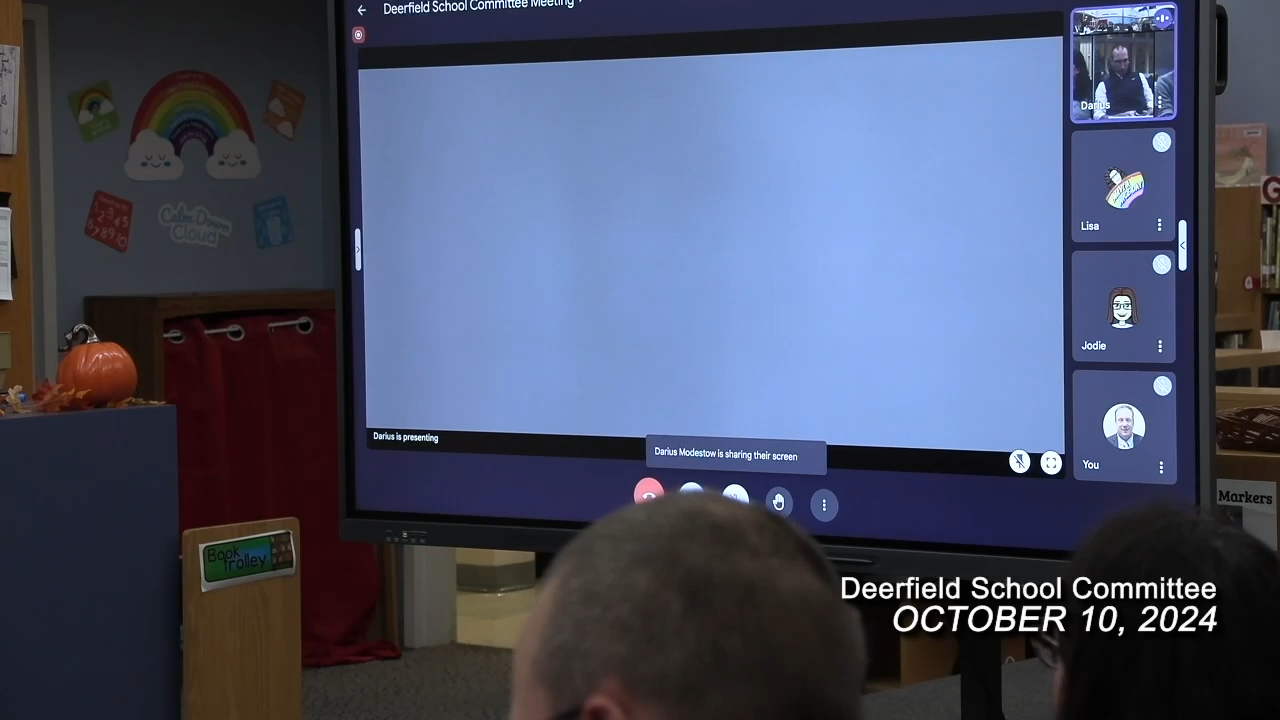 Deerfield School Committee Meeting
Darius
Lisa
Jodie
You
Darius is presenting
Darius Modestow is sharing their screen
Calm Down
Cloud
Book
Trolley
Markers
Deerfield School Committee
OCTOBER 10, 2024